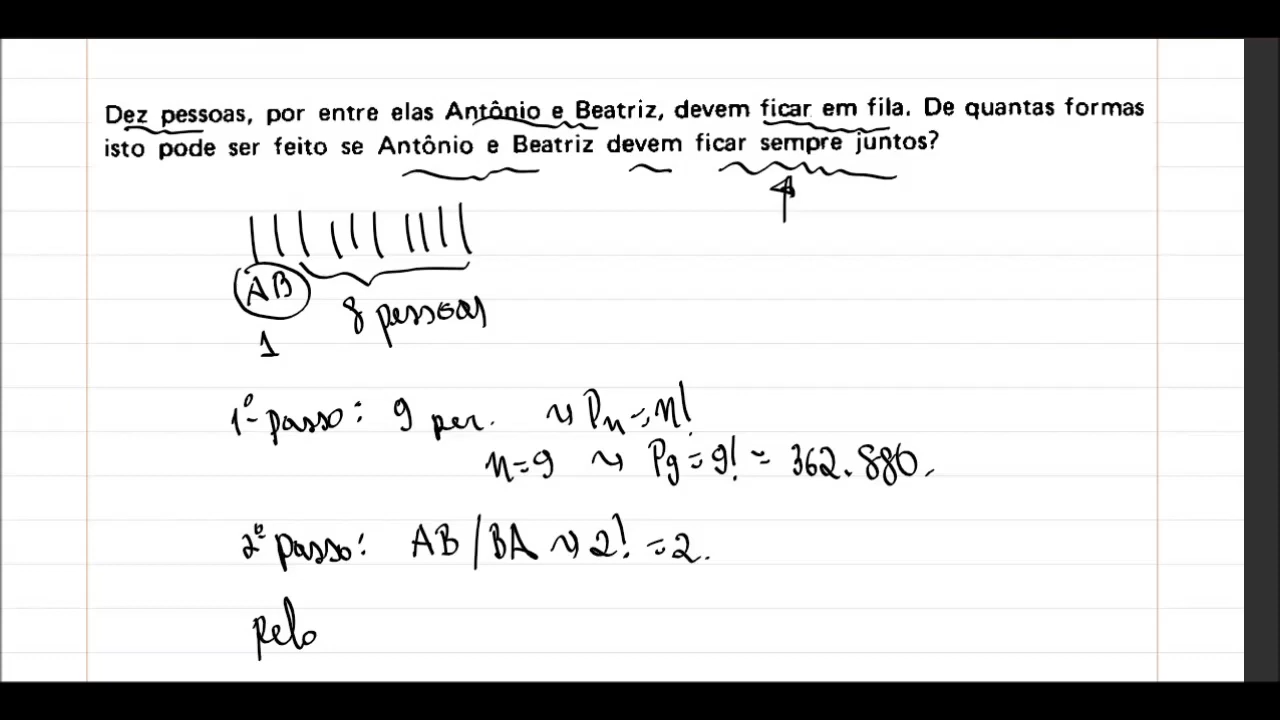 Dez pessoas, por entre elas Antônio e Beatriz, devem ficar em fila. De quantas formas
isto pode ser feito se Antônio e Beatriz devem ficar sempre juntos?
AB
8 pessoas
1
1º passo: 9 per. ⇝ Pn = n!
n=9 ⇝ P9 = 9! = 362.880.
2º passo: AB / BA ⇝ 2! = 2.
pelo